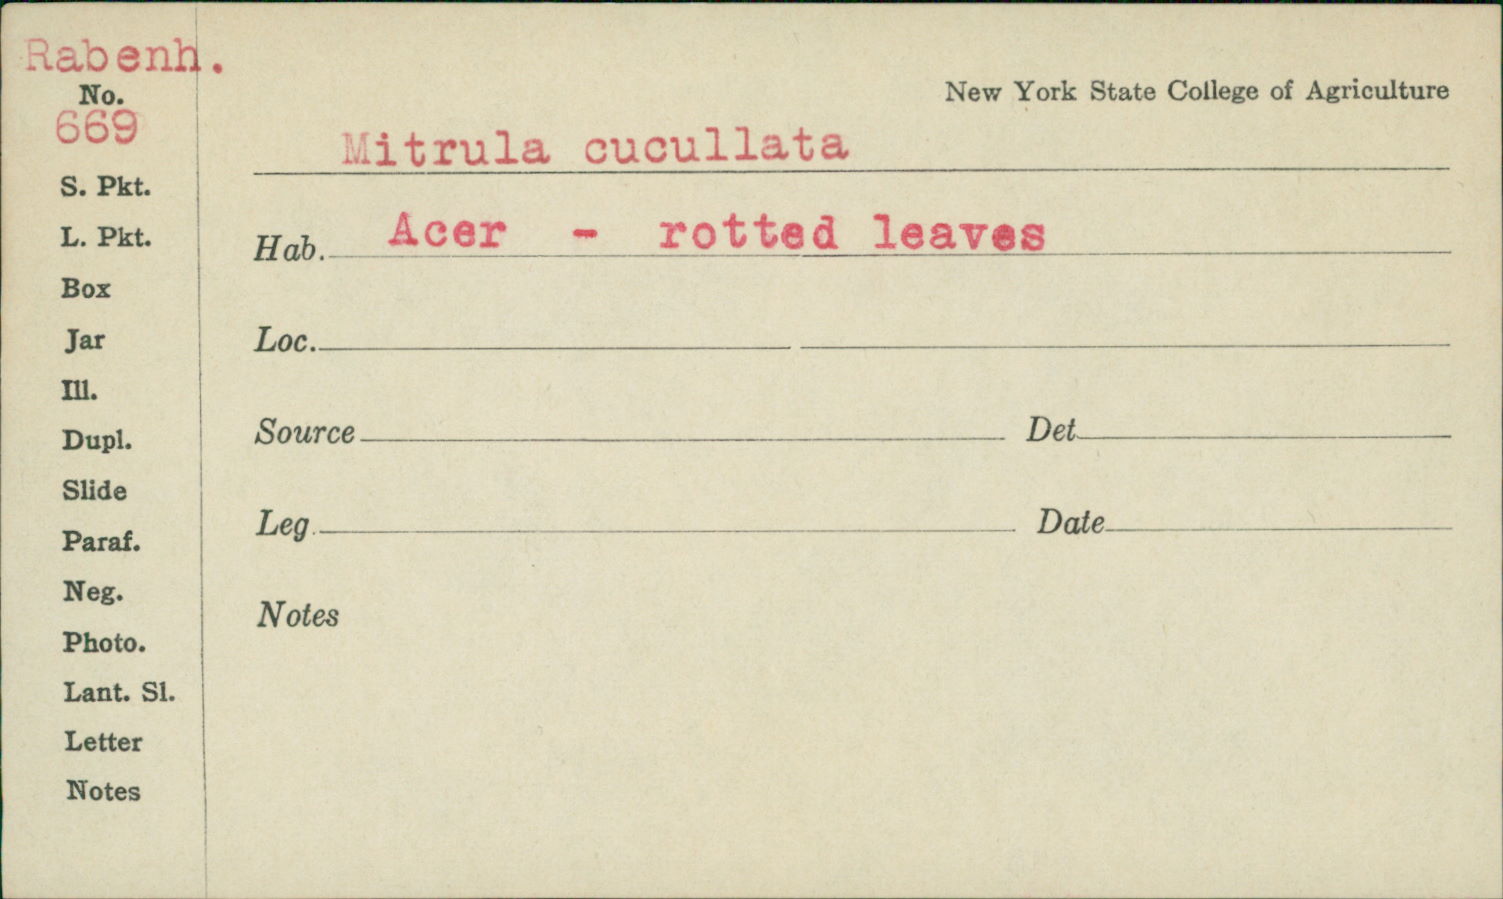 Rabenh.
No.
669
New York State College of Agriculture
Mitrula cucullata
S. Pkt.
L. Pkt.
Hab. Acer - rotted leaves
Box
Jar
Loc.
Ill.
Dupl.
Source Det.
Slide
Leg. Date
Paraf.
Neg.
Notes
Photo.
Lant. Sl.
Letter
Notes